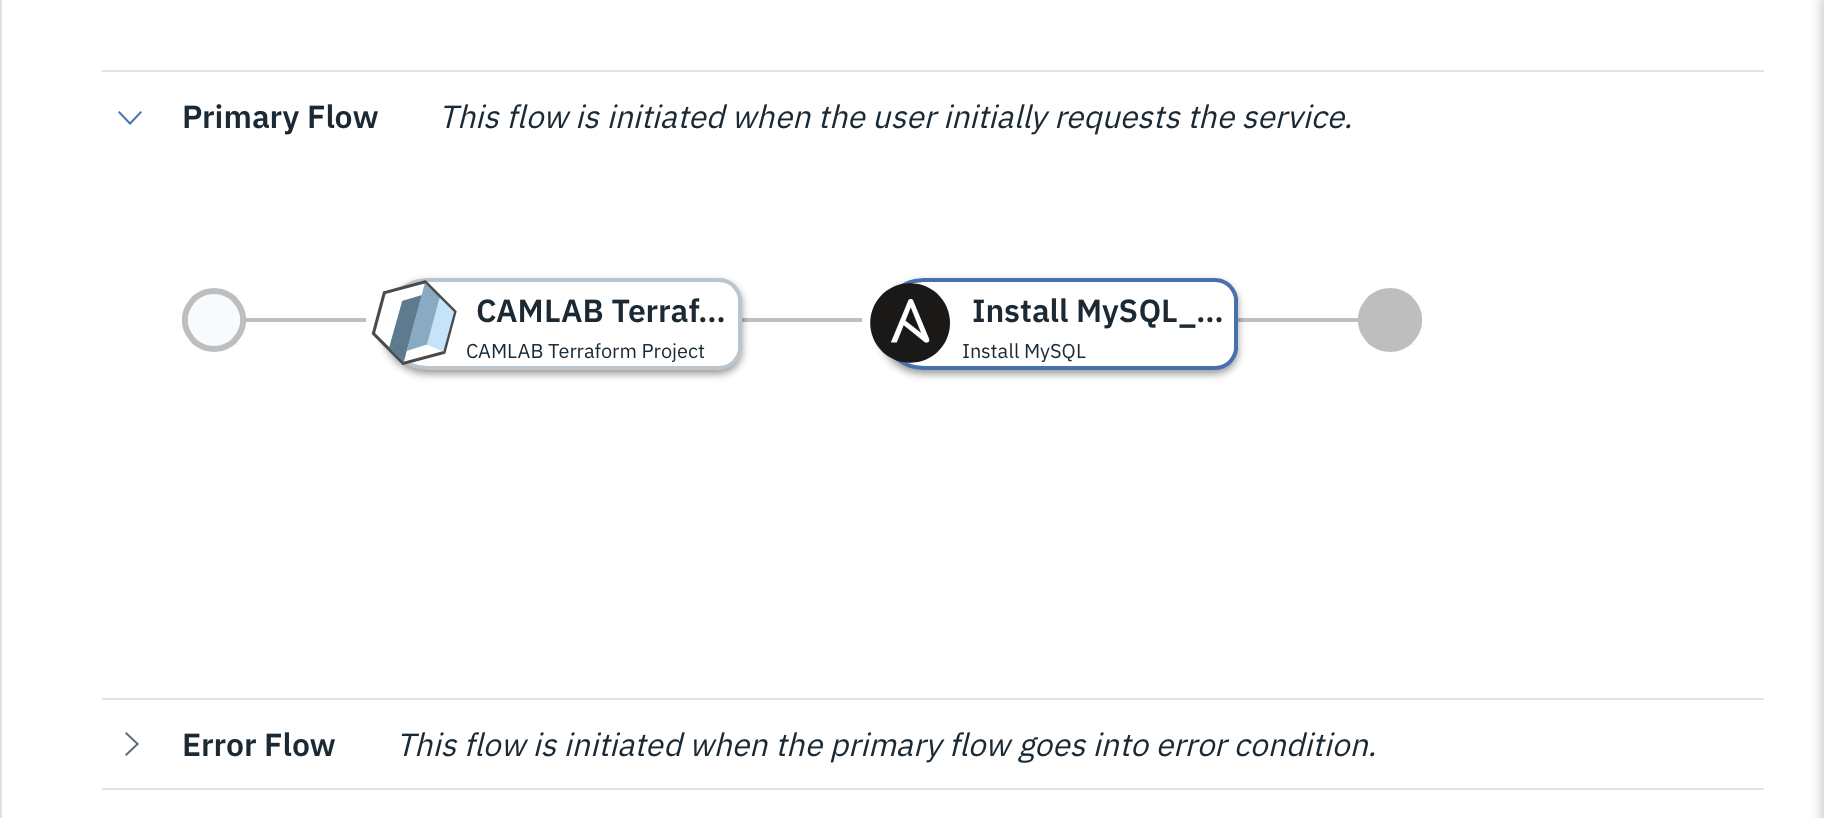 Primary Flow This flow is initiated when the user initially requests the service.
CAMLAB Terraf...
CAMLAB Terraform Project
Install MySQL_...
Install MySQL
Error Flow This flow is initiated when the primary flow goes into error condition.